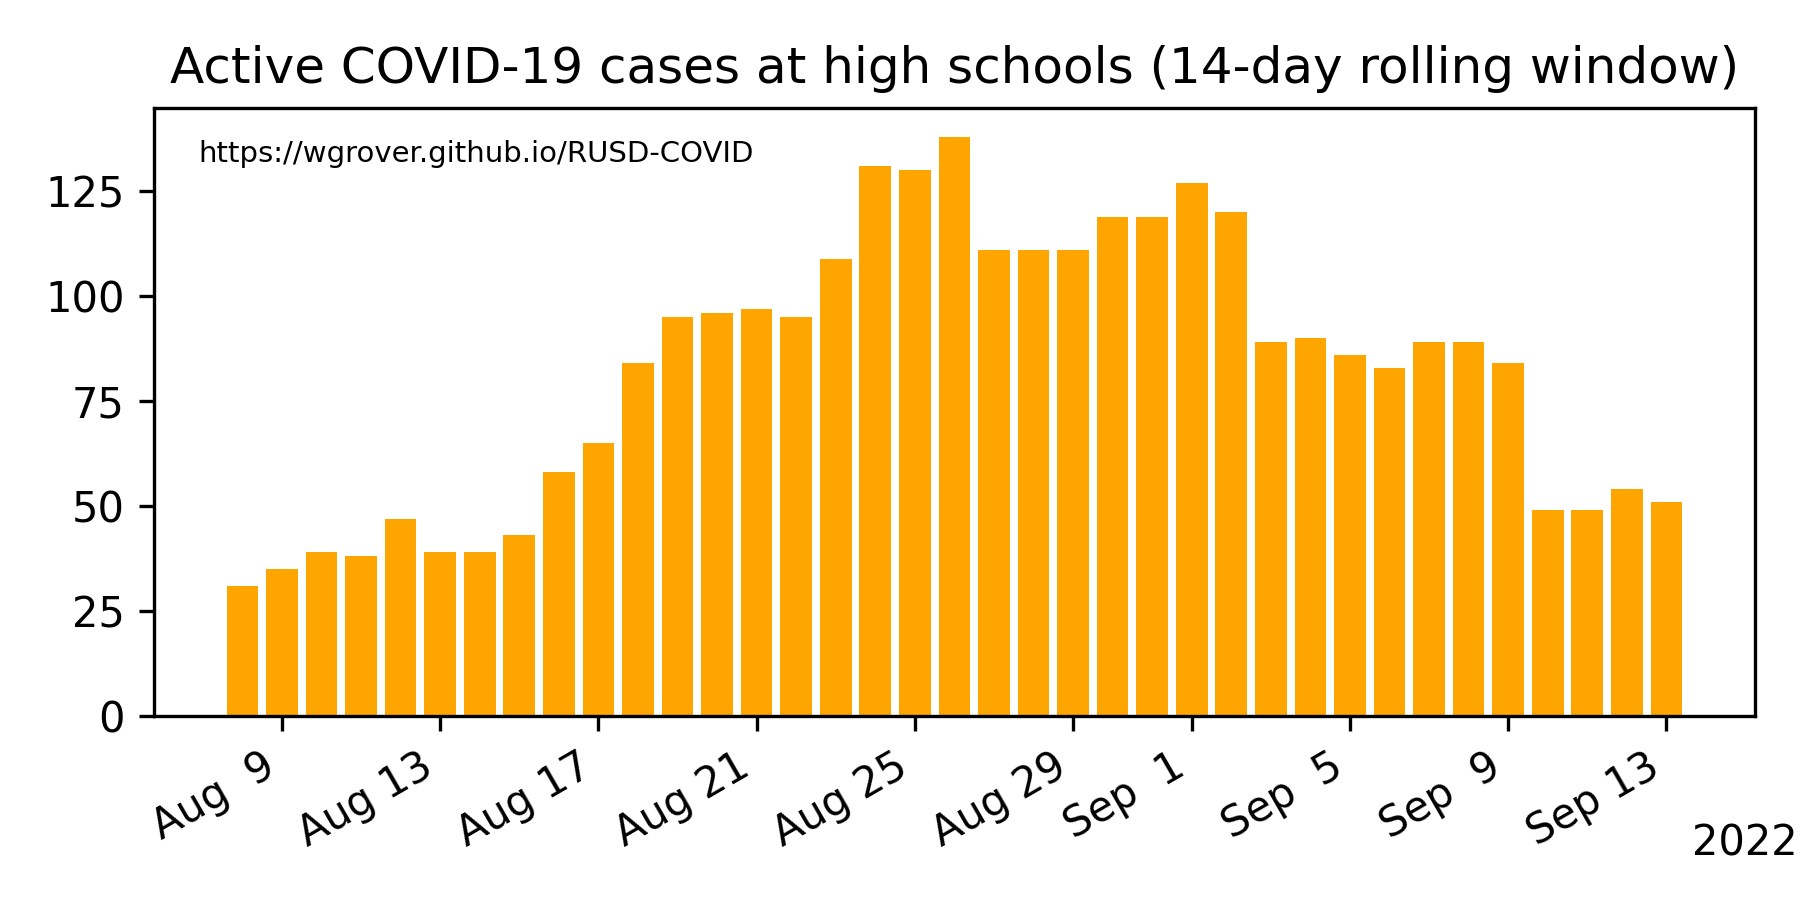 Active COVID-19 cases at high schools (14-day rolling window)
https://wgrover.github.io/RUSD-COVID
125
100
75
50
25
0
Aug 9
Aug 13
Aug 17
Aug 21
Aug 25
Aug 29
Sep 1
Sep 5
Sep 9
Sep 13
2022